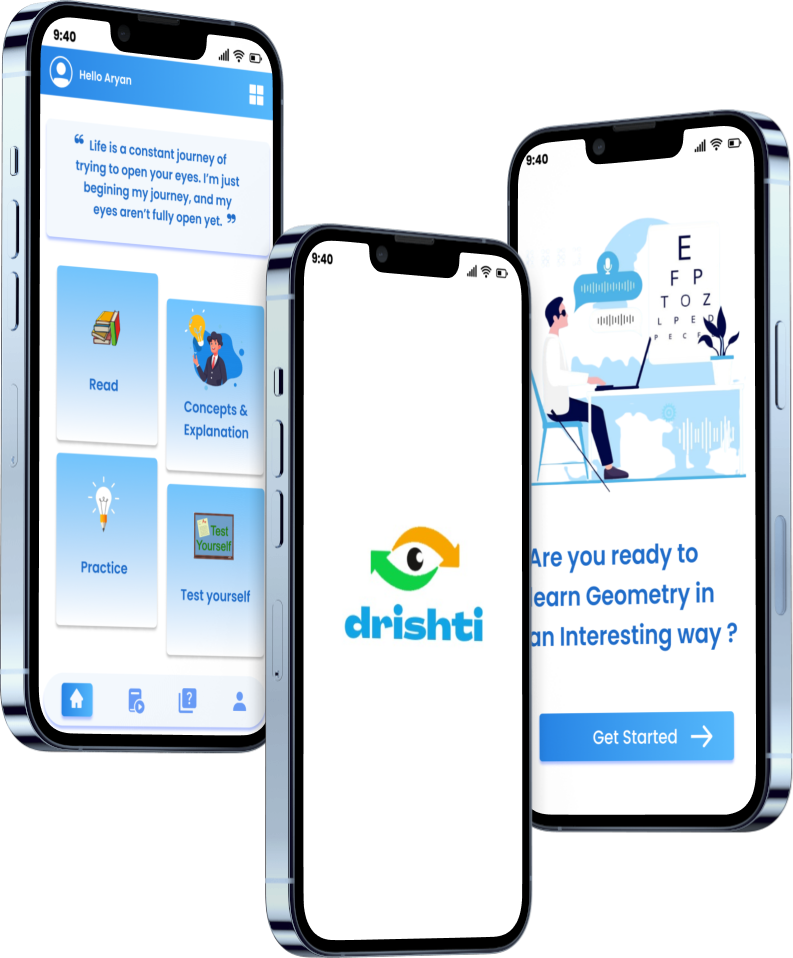 9:40
Hello Aryan
❝ Life is a constant journey of
trying to open your eyes. I'm just
begining my journey, and my
eyes aren't fully open yet. ❞
Read
Concepts &
Explanation
Practice
Test
Yourself
Test yourself
9:40
drishti
9:40
E
F P
T O Z
L P E D
P E C F
Are you ready to
earn Geometry in
an Interesting way ?
Get Started